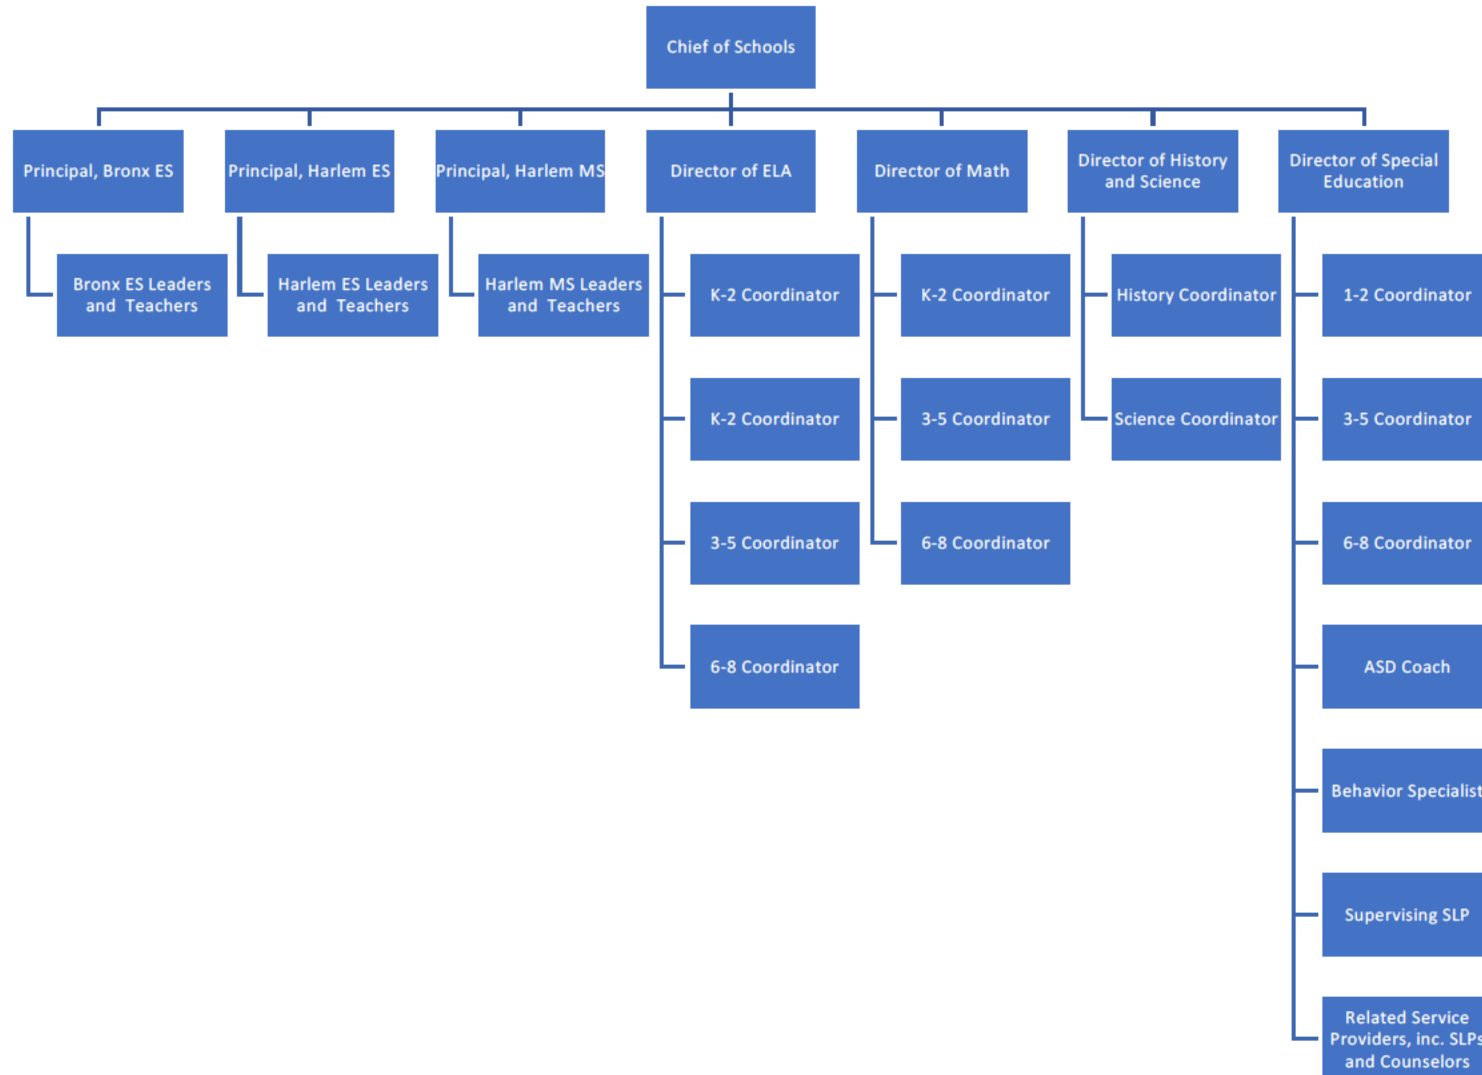 Chief of Schools
Principal, Bronx ES
Principal, Harlem ES
Principal, Harlem MS
Director of ELA
Director of Math
Director of History
and Science
Director of Special
Education
Bronx ES Leaders
and Teachers
Harlem ES Leaders
and Teachers
Harlem MS Leaders
and Teachers
K-2 Coordinator
K-2 Coordinator
History Coordinator
1-2 Coordinator
K-2 Coordinator
3-5 Coordinator
Science Coordinator
3-5 Coordinator
3-5 Coordinator
6-8 Coordinator
6-8 Coordinator
6-8 Coordinator
ASD Coach
Behavior Specialist
Supervising SLP
Related Service
Providers, inc. SLPs
and Counselors